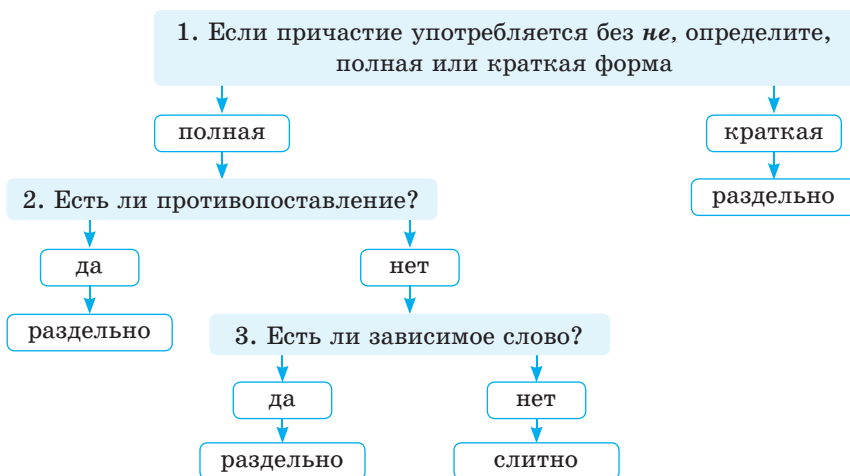 1. Если причастие употребляется без не, определите,
полная или краткая форма
полная
краткая
2. Есть ли противопоставление?
раздельно
да
нет
раздельно
3. Есть ли зависимое слово?
да
нет
раздельно
слитно